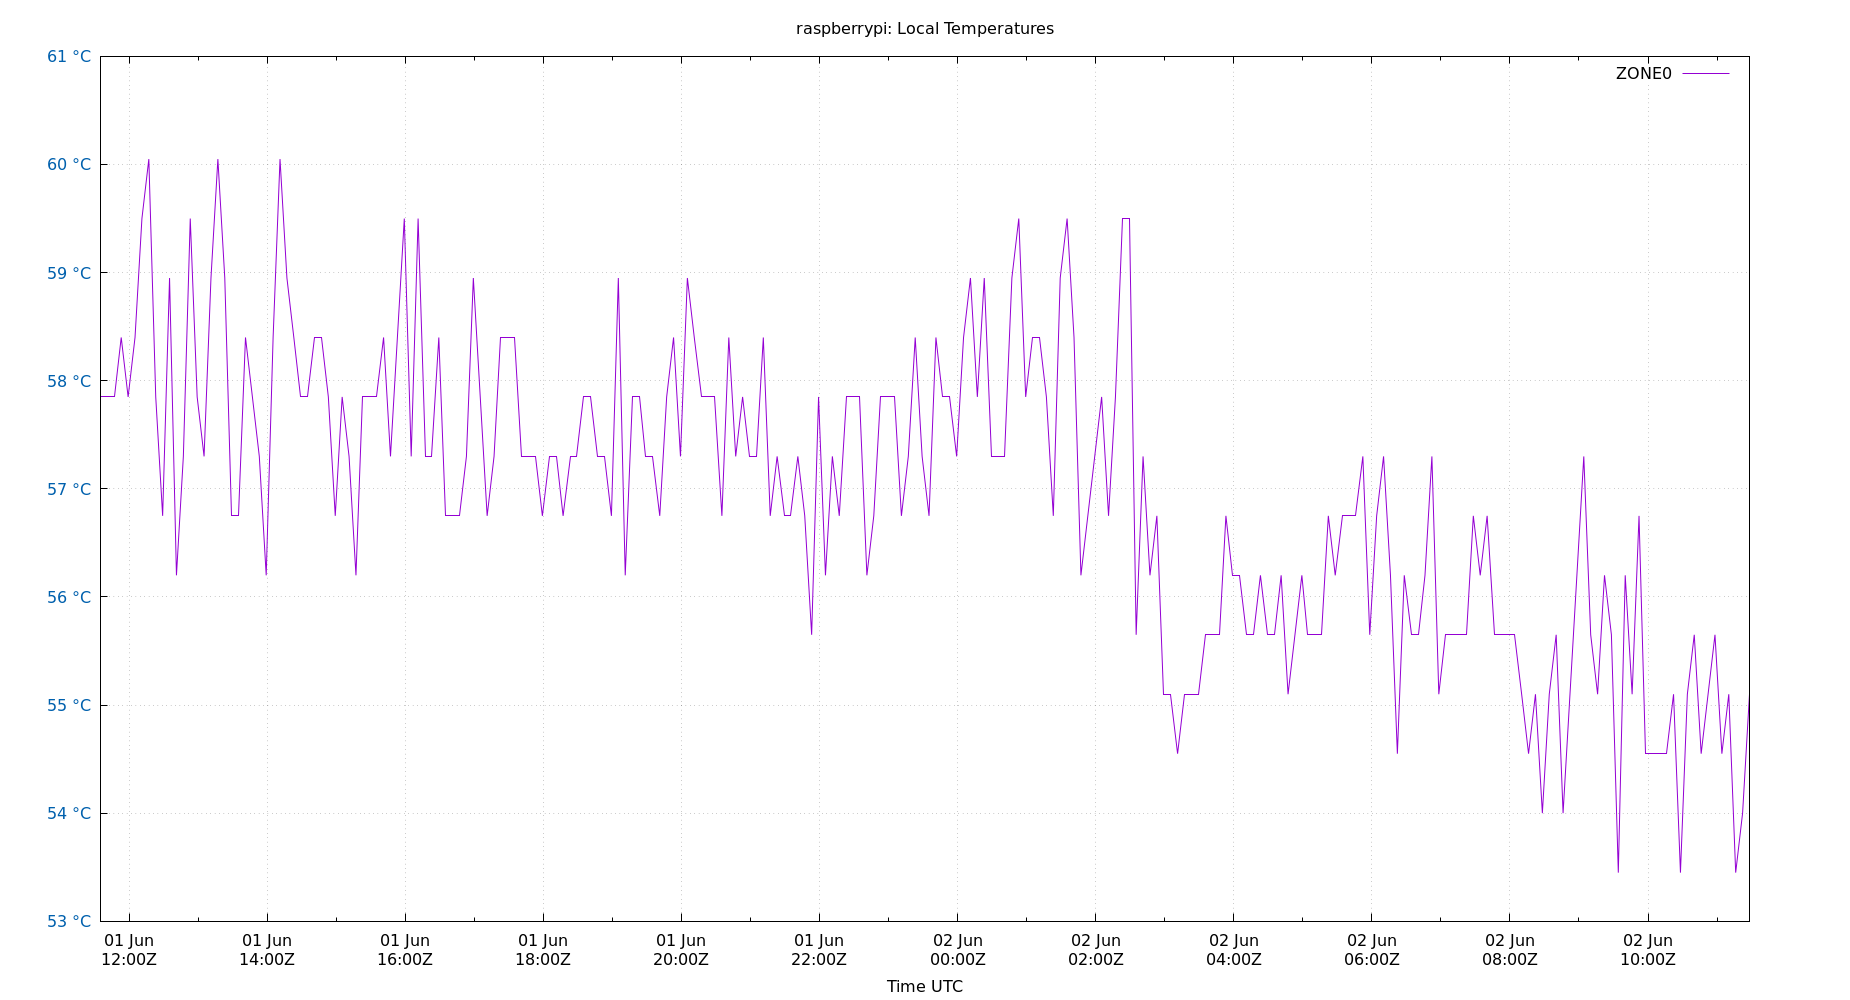 raspberrypi: Local Temperatures
ZONE0
61 °C
60 °C
59 °C
58 °C
57 °C
56 °C
55 °C
54 °C
53 °C
01 Jun 01 Jun 01 Jun 01 Jun 01 Jun 01 Jun 02 Jun 02 Jun 02 Jun 02 Jun 02 Jun 02 Jun
12:00Z 14:00Z 16:00Z 18:00Z 20:00Z 22:00Z 00:00Z 02:00Z 04:00Z 06:00Z 08:00Z 10:00Z
Time UTC